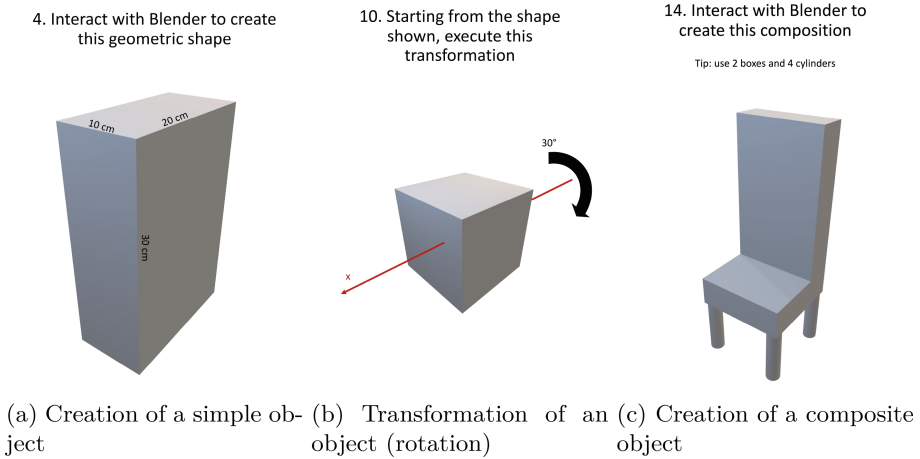 4. Interact with Blender to create
this geometric shape
10 cm
20 cm
30 cm
(a) Creation of a simple ob-
ject
10. Starting from the shape
shown, execute this
transformation
30°
x
(b) Transformation of an
object (rotation)
14. Interact with Blender to
create this composition
Tip: use 2 boxes and 4 cylinders
(c) Creation of a composite
object